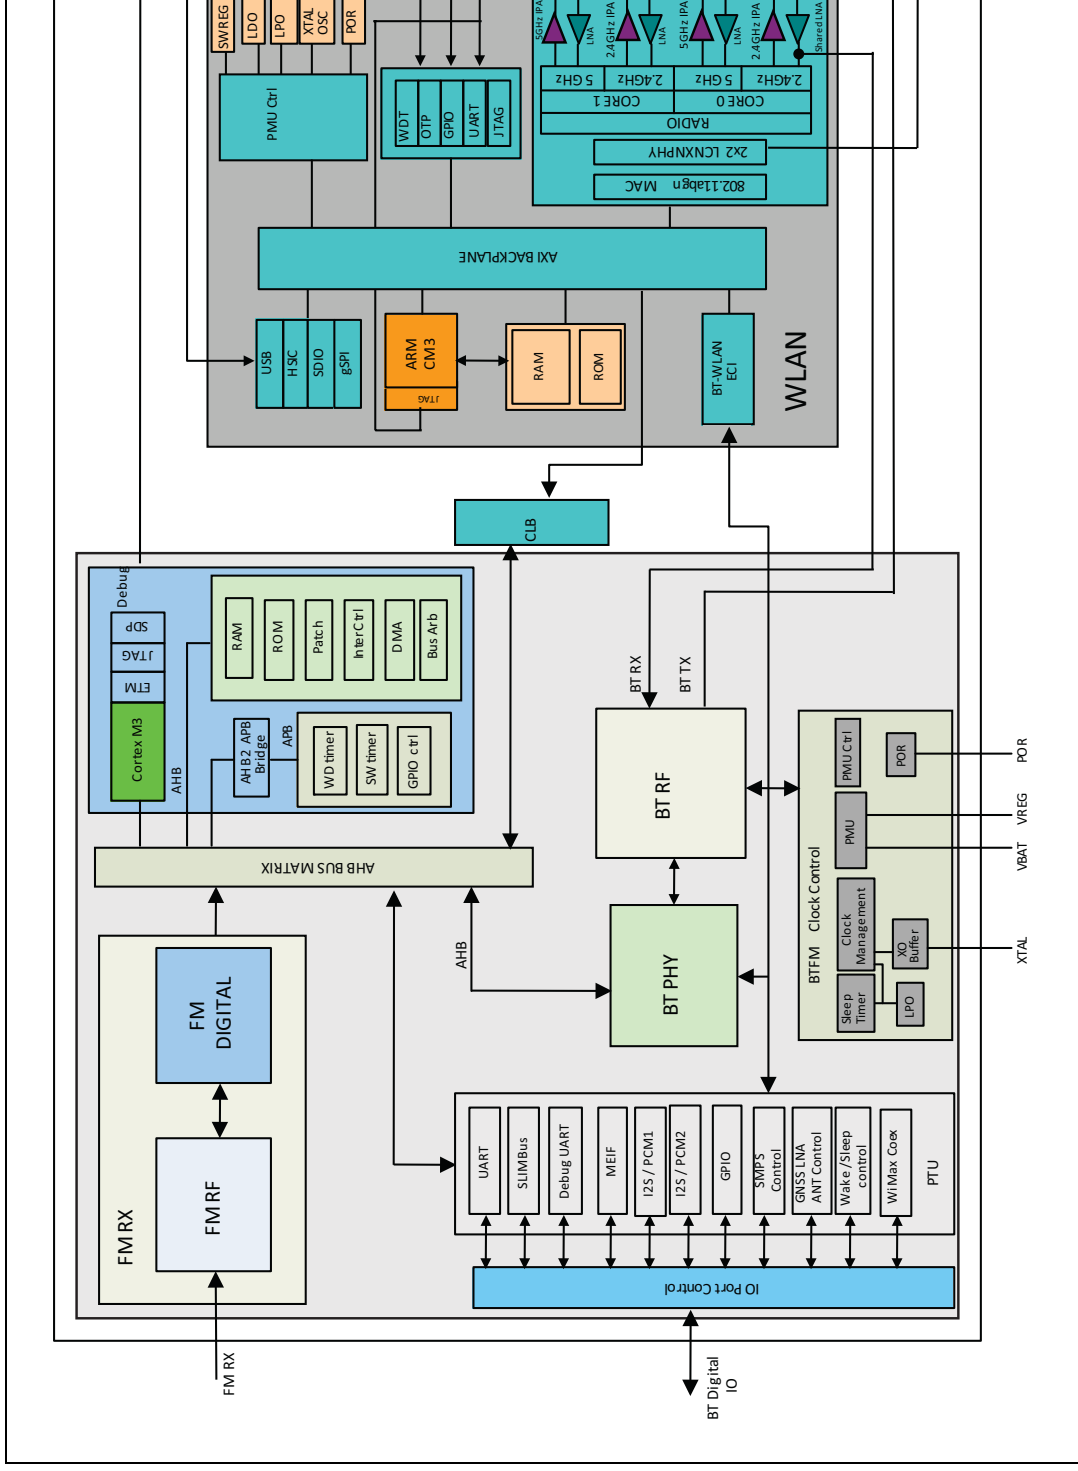 SWREG
LDO
LPO
XTAL
OSC
POR
PMU Ctrl
WDT
OTP
GPIO
UART
JTAG
5GHz IPA
LNA
2.4GHz IPA
LNA
5GHz IPA
LNA
2.4GHz IPA
Shared LNA
5 GHz
2.4GHz
5 GHz
2.4GHz
CORE 1
CORE 0
RADIO
2x2 LCNXNPHY
802.11abgn MAC
AXI BACKPLANE
USB
HSIC
SDIO
gSPI
ARM
CM3
JTAG
RAM
ROM
BT-WLAN
ECI
WLAN
CLB
Debug
SDP
JTAG
ETM
Cortex M3
RAM
ROM
Patch
InterCtrl
DMA
Bus Arb
AHB
AHB2 APB
Bridge
APB
WD timer
SW timer
GPIO ctrl
AHB BUS MATRIX
BT RX
BT TX
BT RF
PMU Ctrl
POR
PMU
BTFM Clock Control
Clock
Management
XO
Buffer
Sleep
Timer
LPO
POR
VREG
VBAT
XTAL
AHB
BT PHY
FM
DIGITAL
FM RF
FM RX
UART
SLIMBus
Debug UART
MEIF
I2S / PCM1
I2S / PCM2
GPIO
SMPS
Control
GNSS LNA
ANT Control
Wake /Sleep
control
WiMax Coex
PTU
IO Port Control
FM RX
BT Digital
IO